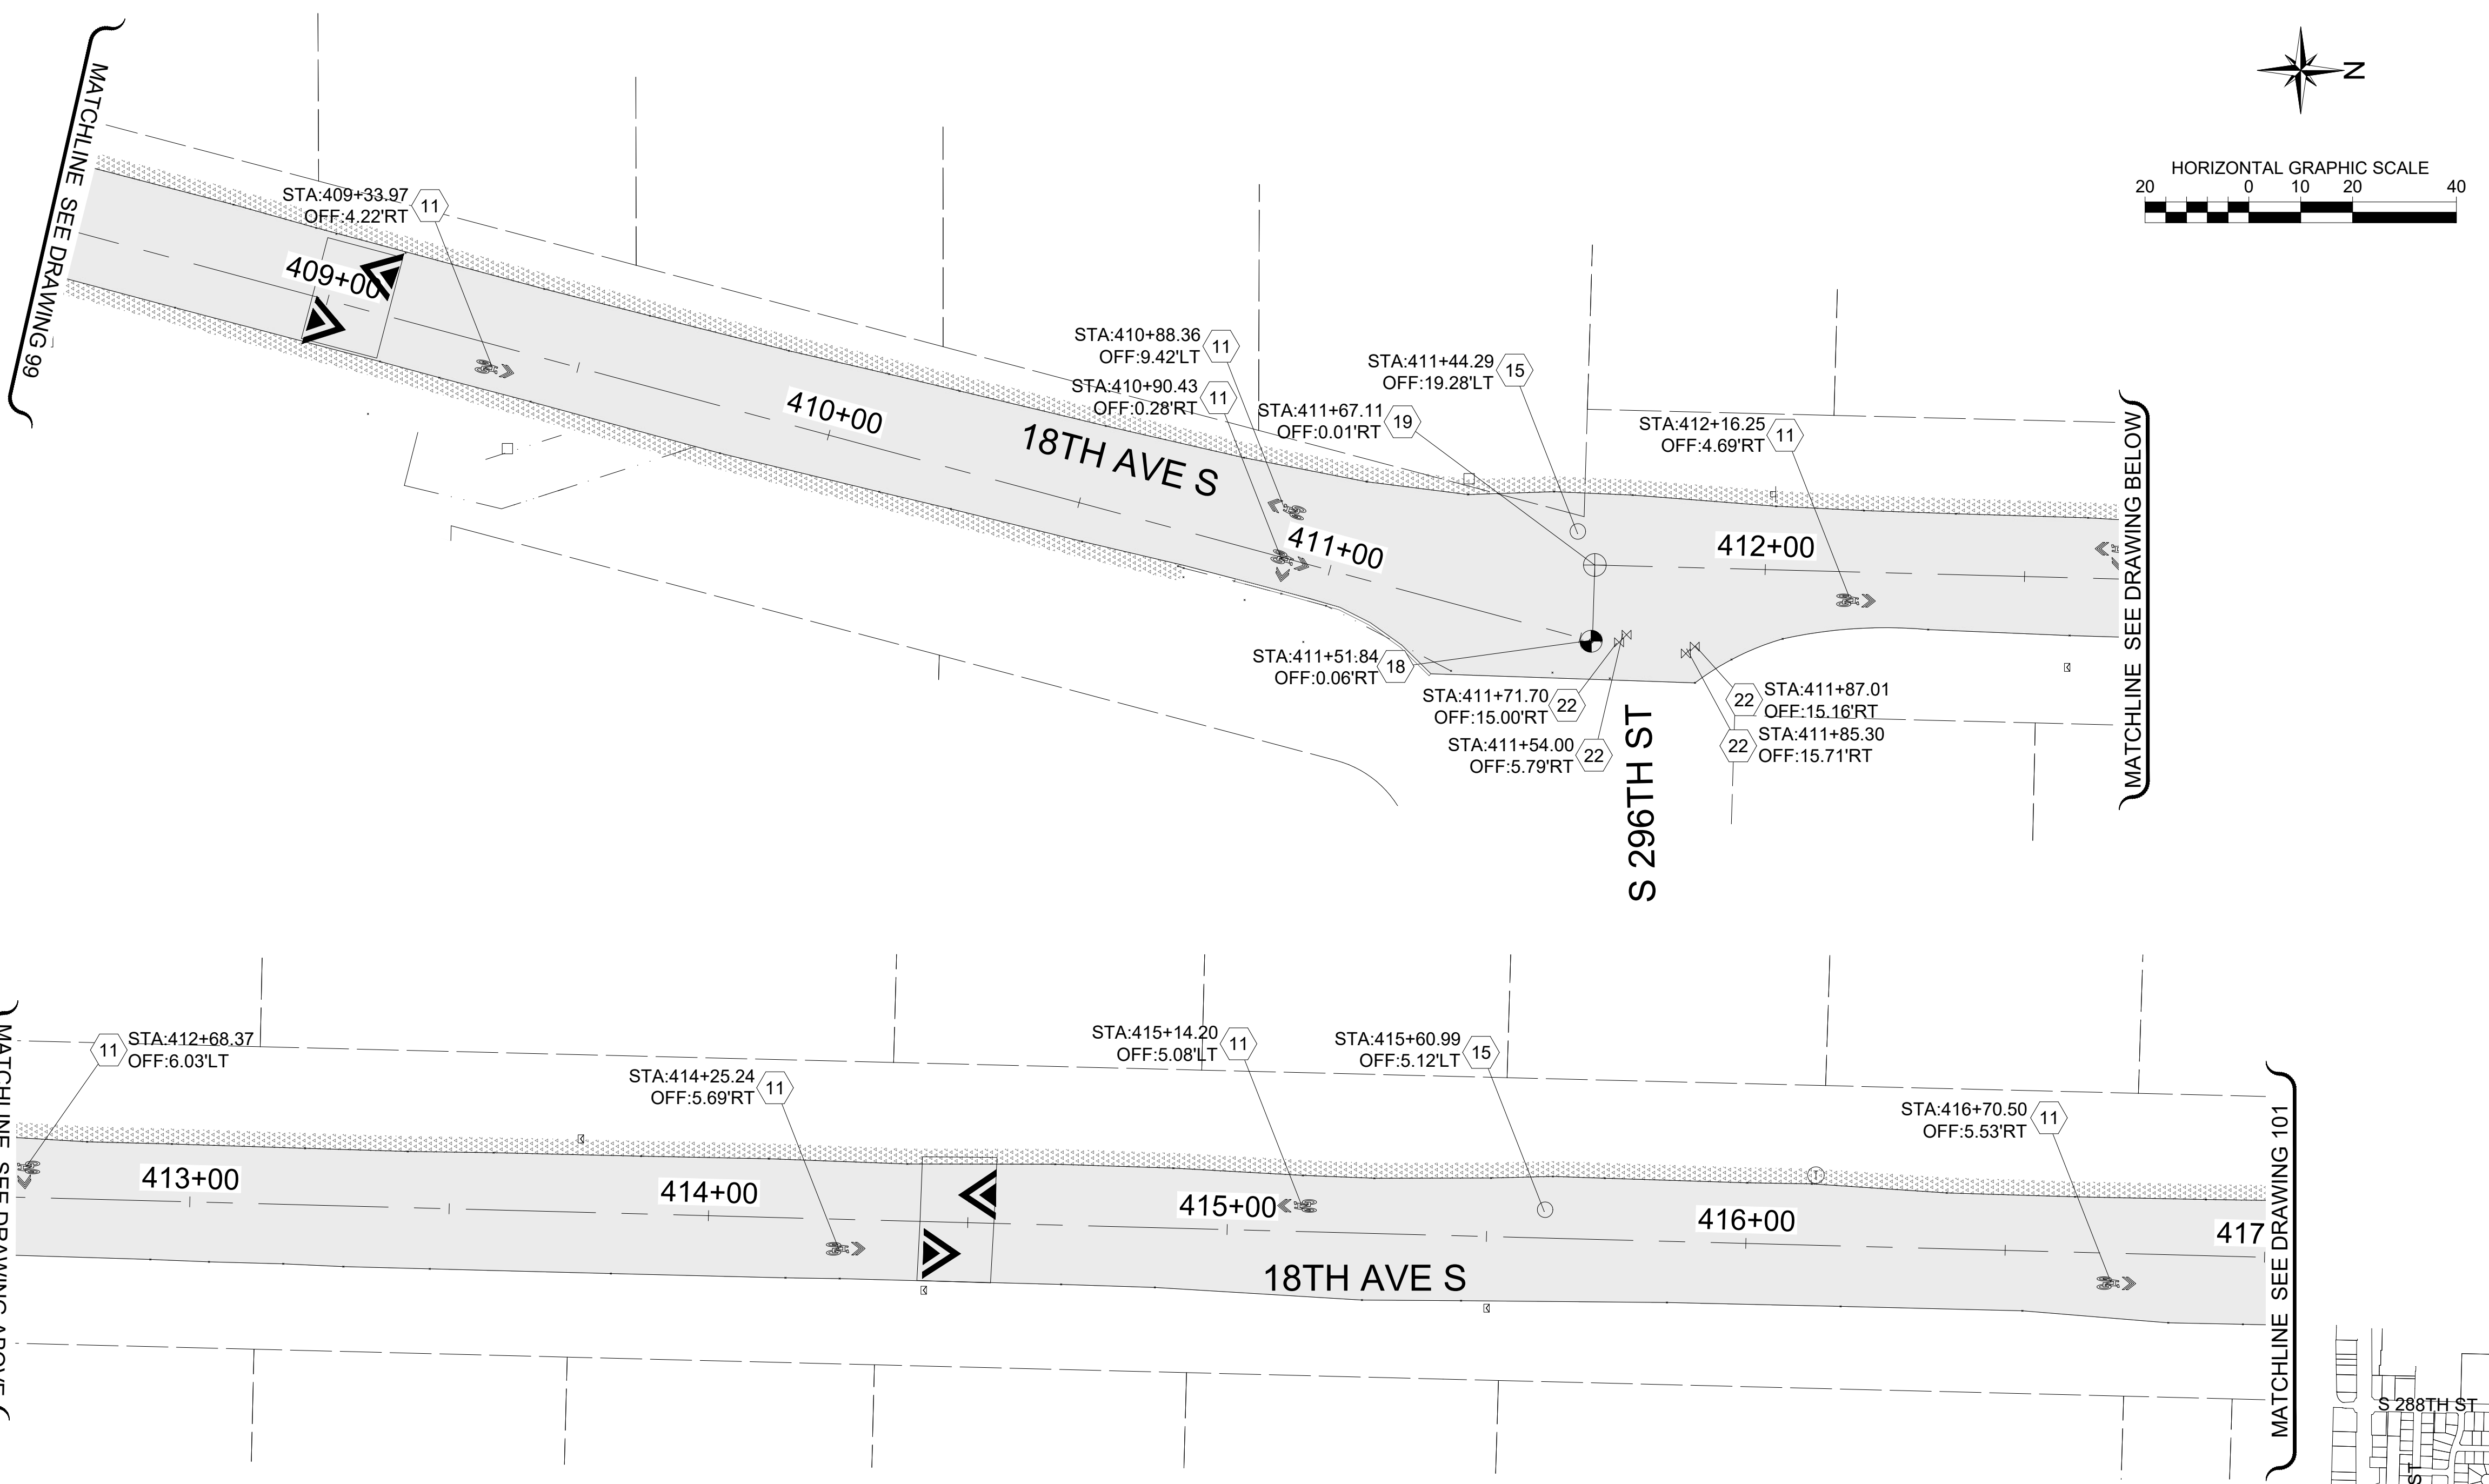 N
HORIZONTAL GRAPHIC SCALE
20 0 10 20 40
MATCHLINE SEE DRAWING 99
STA:409+33.97
OFF:4.22'RT
11
409+00
410+00
18TH AVE S
STA:410+88.36
OFF:9.42'LT
11
STA:410+90.43
OFF:0.28'RT
11
411+00
STA:411+44.29
OFF:19.28'LT
15
STA:411+67.11
OFF:0.01'RT
19
STA:412+16.25
OFF:4.69'RT
11
412+00
MATCHLINE SEE DRAWING BELOW
STA:411+51.84
OFF:0.06'RT
18
STA:411+71.70
OFF:15.00'RT
22
STA:411+54.00
OFF:5.79'RT
22
22
STA:411+87.01
OFF:15.16'RT
22
STA:411+85.30
OFF:15.71'RT
S 296TH ST
MATCHLINE SEE DRAWING ABOVE
11
STA:412+68.37
OFF:6.03'LT
413+00
STA:414+25.24
OFF:5.69'RT
11
414+00
STA:415+14.20
OFF:5.08'LT
11
415+00
STA:415+60.99
OFF:5.12'LT
15
18TH AVE S
416+00
STA:416+70.50
OFF:5.53'RT
11
417
MATCHLINE SEE DRAWING 101
S 288TH ST
ST